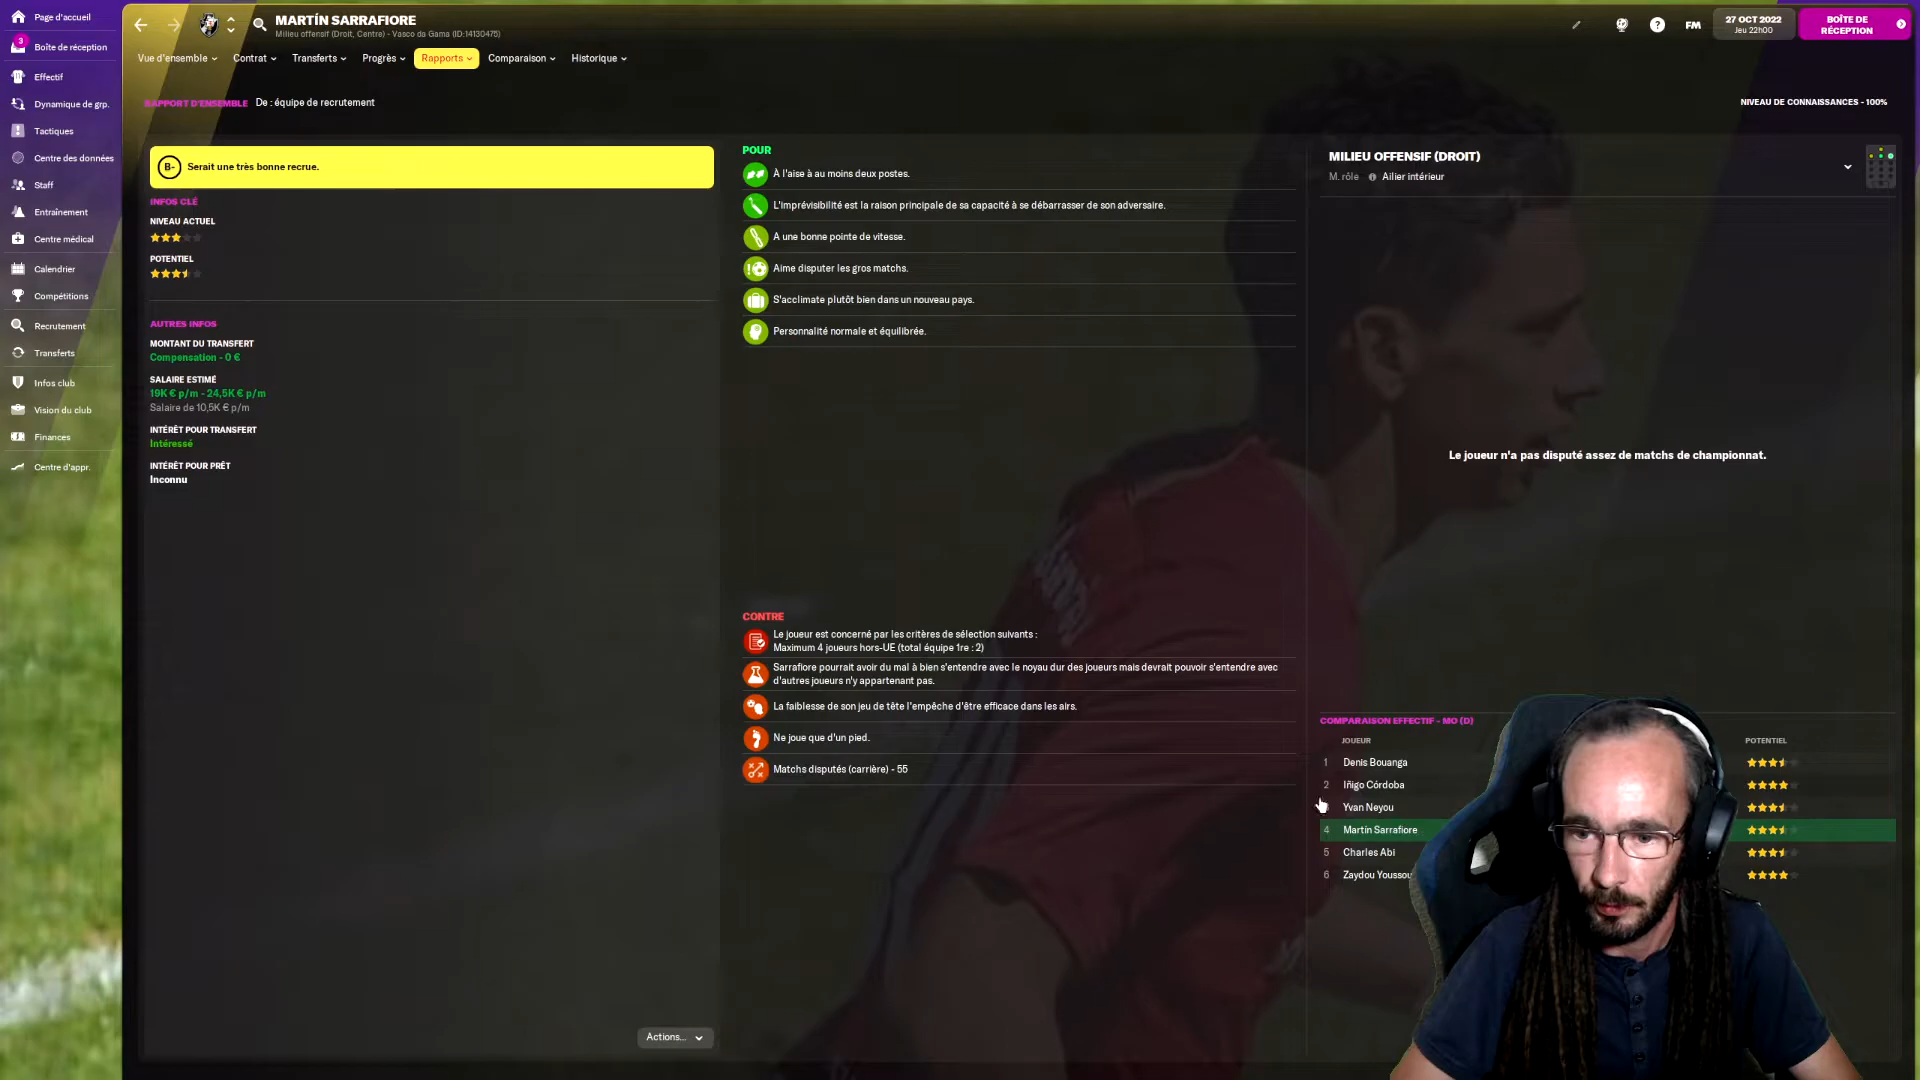 Page d'accueil
3
Boîte de réception
Effectif
Dynamique de grp.
Tactiques
Centre des données
Staff
Entraînement
Centre médical
Calendrier
Compétitions
Recrutement
Transferts
Infos club
Vision du club
Finances
Centre d'appr.
MARTÍN SARRAFIORE
Milieu offensif (Droit, Centre) - Vasco da Gama (ID:14130475)
?
FM
27 OCT 2022
Jeu 22h00
BOÎTE DE
RÉCEPTION
Vue d'ensemble
Contrat
Transferts
Progrès
Rapports
Comparaison
Historique
RAPPORT D'ENSEMBLE De : équipe de recrutement
NIVEAU DE CONNAISSANCES - 100%
B- Serait une très bonne recrue.
INFOS CLÉ
NIVEAU ACTUEL
POTENTIEL
AUTRES INFOS
MONTANT DU TRANSFERT
Compensation - 0 €
SALAIRE ESTIMÉ
19K € p/m - 24,5K € p/m
Salaire de 10,5K € p/m
INTÉRÊT POUR TRANSFERT
Intéressé
INTÉRÊT POUR PRÊT
Inconnu
Actions...
POUR
À l'aise à au moins deux postes.
L'imprévisibilité est la raison principale de sa capacité à se débarrasser de son adversaire.
A une bonne pointe de vitesse.
Aime disputer les gros matchs.
S'acclimate plutôt bien dans un nouveau pays.
Personnalité normale et équilibrée.
CONTRE
Le joueur est concerné par les critères de sélection suivants :
Maximum 4 joueurs hors-UE (total équipe 1re : 2)
Sarrafiore pourrait avoir du mal à bien s'entendre avec le noyau dur des joueurs mais devrait pouvoir s'entendre avec
d'autres joueurs n'y appartenant pas.
La faiblesse de son jeu de tête l'empêche d'être efficace dans les airs.
Ne joue que d'un pied.
Matchs disputés (carrière) - 55
MILIEU OFFENSIF (DROIT)
M. rôle Ailier intérieur
Le joueur n'a pas disputé assez de matchs de championnat.
COMPARAISON EFFECTIF - MO (D)
JOUEUR POTENTIEL
1 Denis Bouanga
2 Iñigo Córdoba
Yvan Neyou
4 Martín Sarrafiore
5 Charles Abi
6 Zaydou Youssou